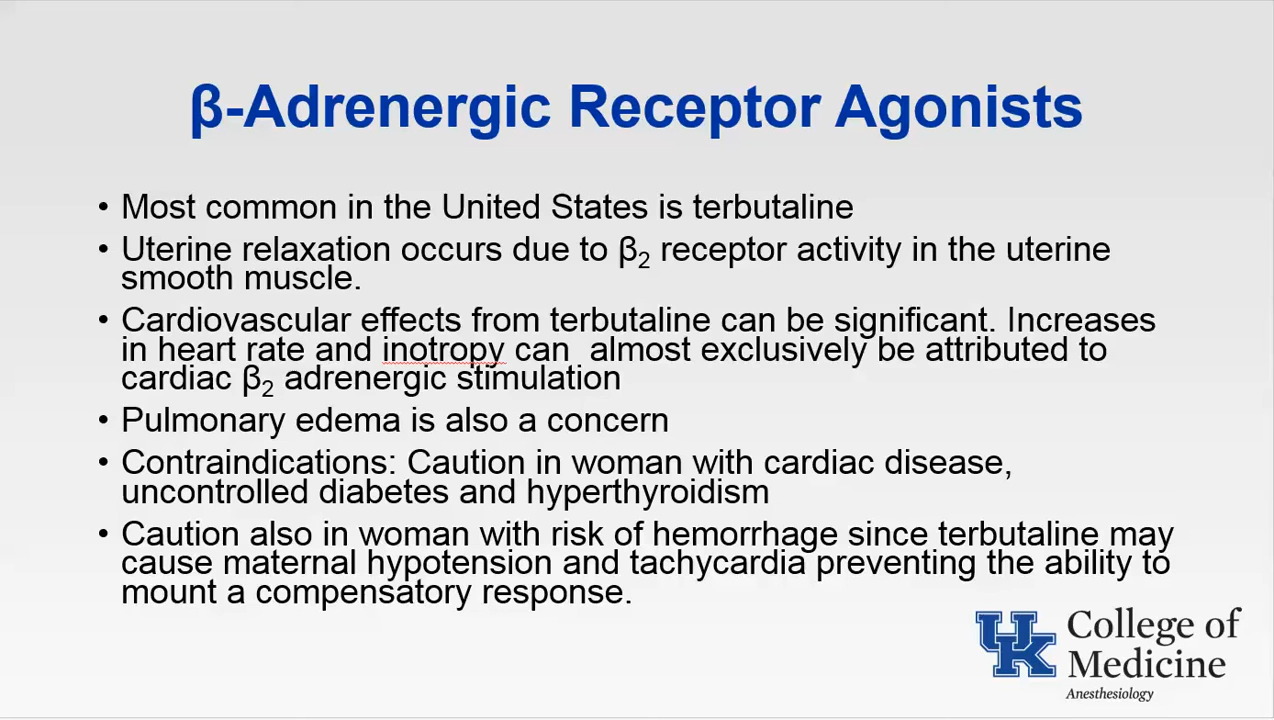 β-Adrenergic Receptor Agonists
• Most common in the United States is terbutaline
• Uterine relaxation occurs due to β₂ receptor activity in the uterine
smooth muscle.
• Cardiovascular effects from terbutaline can be significant. Increases
in heart rate and inotropy can  almost exclusively be attributed to
cardiac β₂ adrenergic stimulation
• Pulmonary edema is also a concern
• Contraindications: Caution in woman with cardiac disease,
uncontrolled diabetes and hyperthyroidism
• Caution also in woman with risk of hemorrhage since terbutaline may
cause maternal hypotension and tachycardia preventing the ability to
mount a compensatory response.
UK
College of
Medicine
Anesthesiology